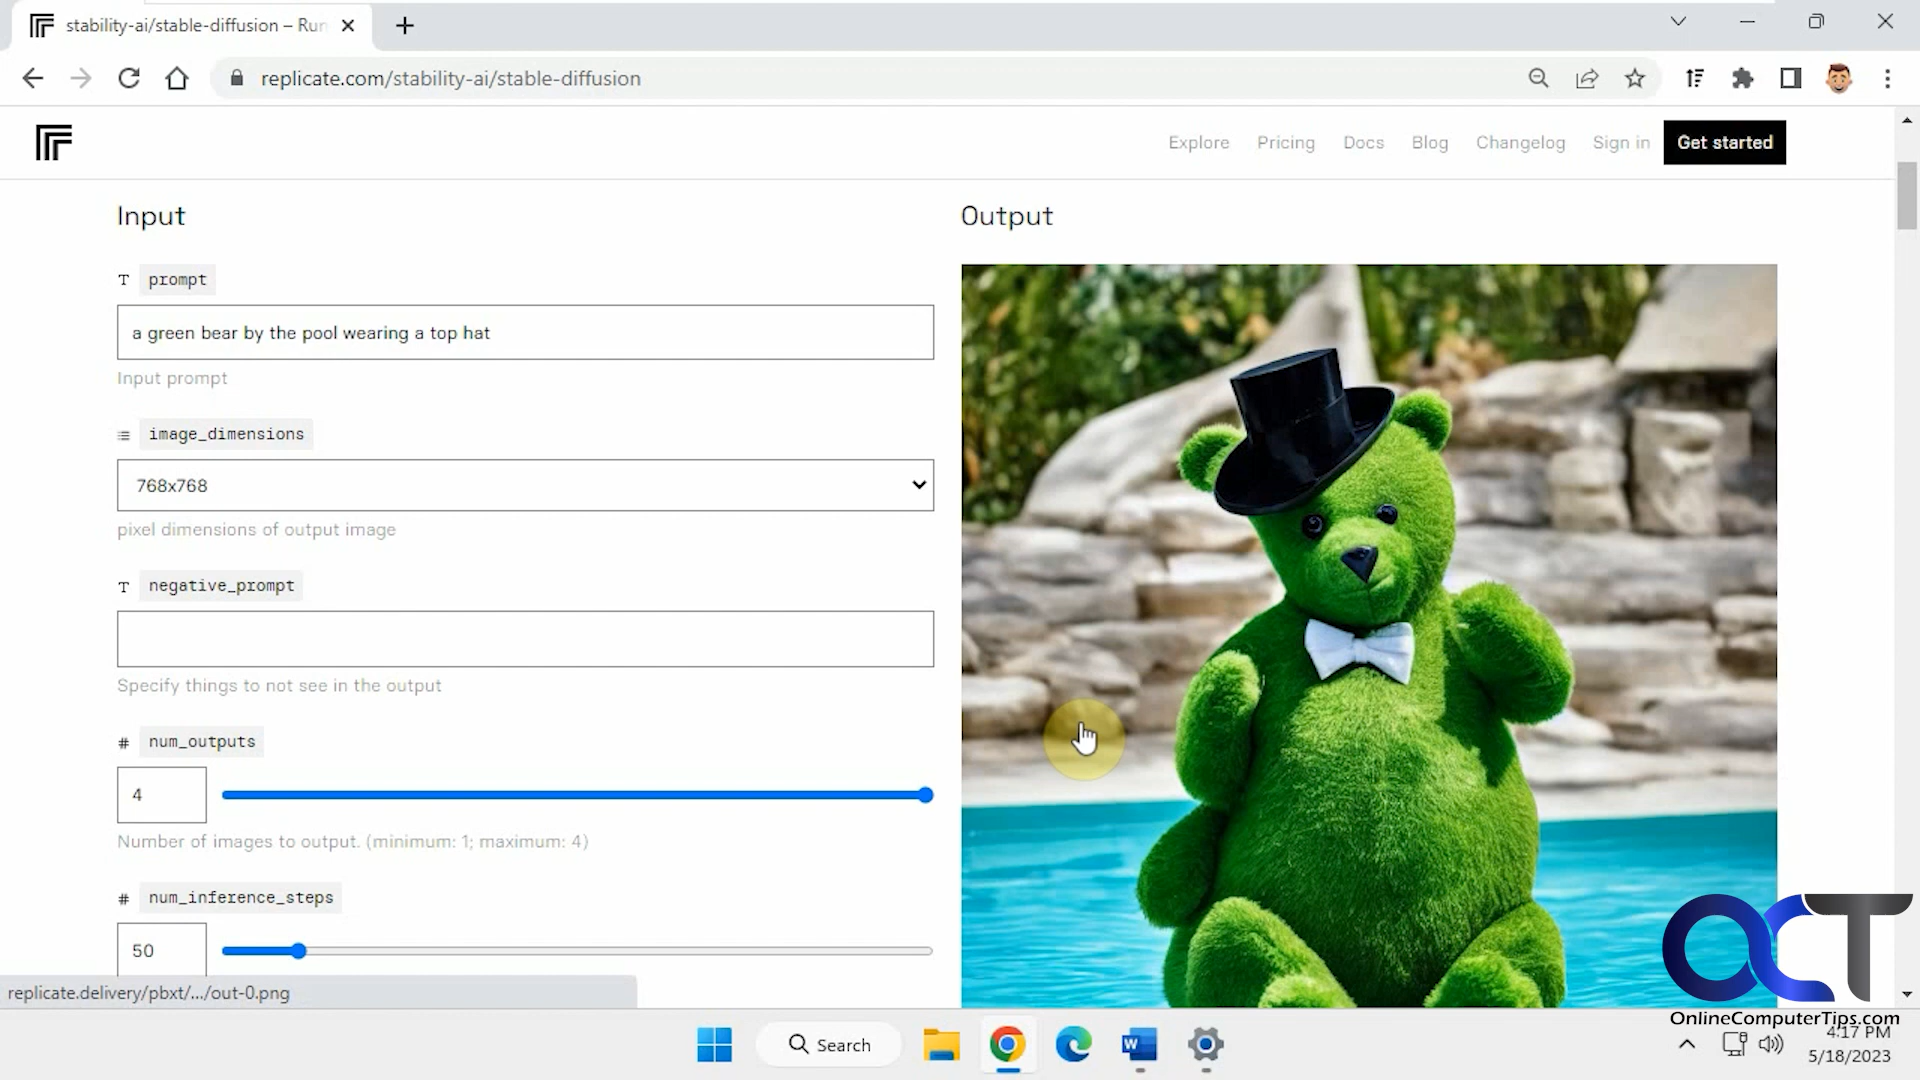 stability-ai/stable-diffusion – Run
replicate.com/stability-ai/stable-diffusion
Explore
Pricing
Docs
Blog
Changelog
Sign in
Get started
Input
Output
T prompt
a green bear by the pool wearing a top hat
Input prompt
image_dimensions
768x768
pixel dimensions of output image
T negative_prompt
Specify things to not see in the output
# num_outputs
4
Number of images to output. (minimum: 1; maximum: 4)
# num_inference_steps
50
replicate.delivery/pbxt/.../out-0.png
OCT
OnlineComputerTips.com
Search
W
4:17 PM
5/18/2023